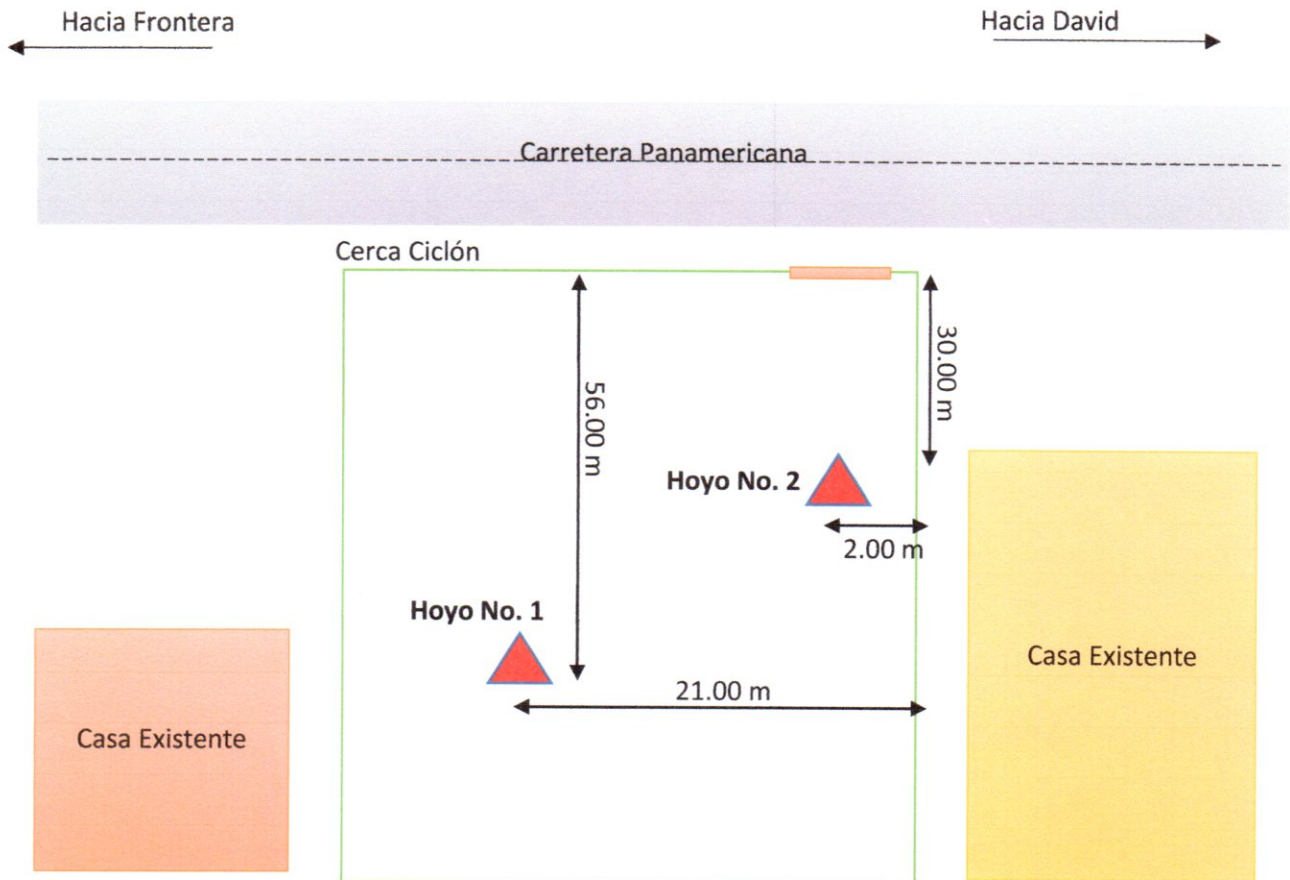 Hacia Frontera
Hacia David
Carretera Panamericana
Cerca Ciclón
56.00 m
30.00 m
Hoyo No. 2
2.00 m
Hoyo No. 1
21.00 m
Casa Existente
Casa Existente